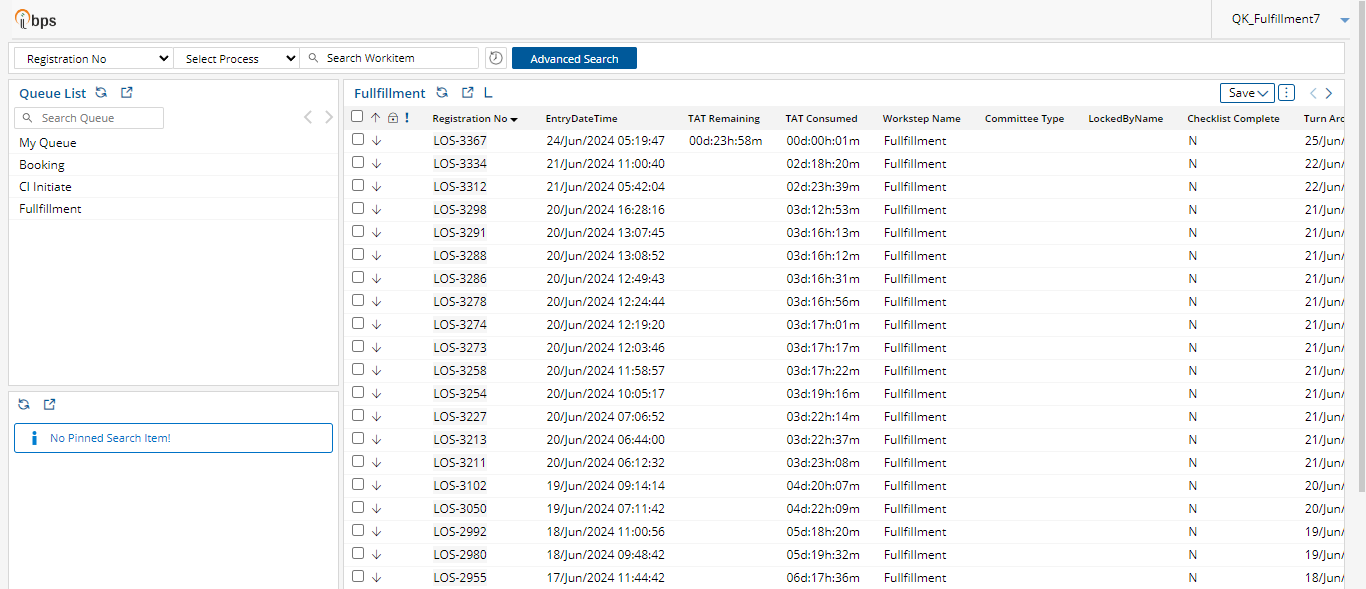 ibps
QK_Fulfillment7
Registration No Select Process Search Workitem Advanced Search
Queue List
Search Queue
My Queue
Booking
CI Initiate
Fullfillment
No Pinned Search Item!
Fullfillment L Save
! Registration No EntryDateTime TAT Remaining TAT Consumed Workstep Name Committee Type LockedByName Checklist Complete Turn Arc
LOS-3367 24/Jun/2024 05:19:47 00d:23h:58m 00d:00h:01m Fullfillment N 25/Jun/
LOS-3334 21/Jun/2024 11:00:40 02d:18h:20m Fullfillment N 22/Jun/
LOS-3312 21/Jun/2024 05:42:04 02d:23h:39m Fullfillment N 22/Jun/
LOS-3298 20/Jun/2024 16:28:16 03d:12h:53m Fullfillment N 21/Jun/
LOS-3291 20/Jun/2024 13:07:45 03d:16h:13m Fullfillment N 21/Jun/
LOS-3288 20/Jun/2024 13:08:52 03d:16h:12m Fullfillment N 21/Jun/
LOS-3286 20/Jun/2024 12:49:43 03d:16h:31m Fullfillment N 21/Jun/
LOS-3278 20/Jun/2024 12:24:44 03d:16h:56m Fullfillment N 21/Jun/
LOS-3274 20/Jun/2024 12:19:20 03d:17h:01m Fullfillment N 21/Jun/
LOS-3273 20/Jun/2024 12:03:46 03d:17h:17m Fullfillment N 21/Jun/
LOS-3258 20/Jun/2024 11:58:57 03d:17h:22m Fullfillment N 21/Jun/
LOS-3254 20/Jun/2024 10:05:17 03d:19h:16m Fullfillment N 21/Jun/
LOS-3227 20/Jun/2024 07:06:52 03d:22h:14m Fullfillment N 21/Jun/
LOS-3213 20/Jun/2024 06:44:00 03d:22h:37m Fullfillment N 21/Jun/
LOS-3211 20/Jun/2024 06:12:32 03d:23h:08m Fullfillment N 21/Jun/
LOS-3102 19/Jun/2024 09:14:14 04d:20h:07m Fullfillment N 20/Jun/
LOS-3050 19/Jun/2024 07:11:42 04d:22h:09m Fullfillment N 20/Jun/
LOS-2992 18/Jun/2024 11:00:56 05d:18h:20m Fullfillment N 19/Jun/
LOS-2980 18/Jun/2024 09:48:42 05d:19h:32m Fullfillment N 19/Jun/
LOS-2955 17/Jun/2024 11:44:42 06d:17h:36m Fullfillment N 18/Jun/